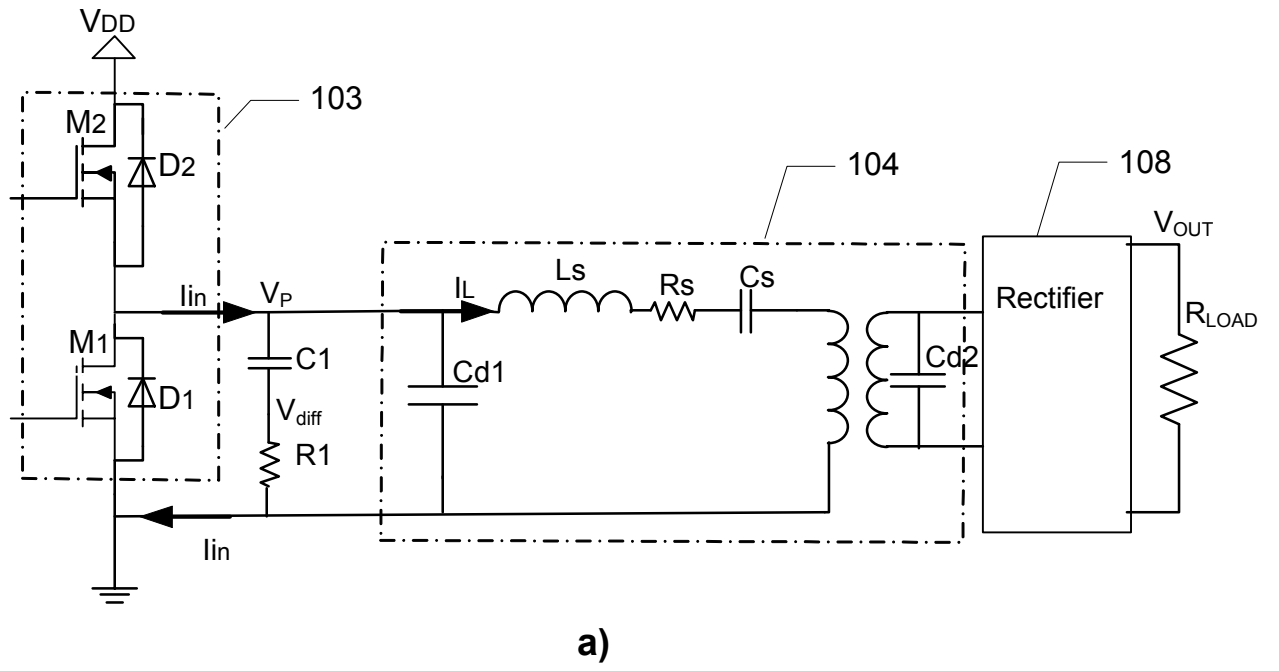 VDD
103
M2
D2
104
108
VOUT
Ls
Rs
Cs
Iin
VP
IL
Rectifier
RLOAD
M1
D1
C1
Cd1
Cd2
Vdiff
R1
Iin
a)